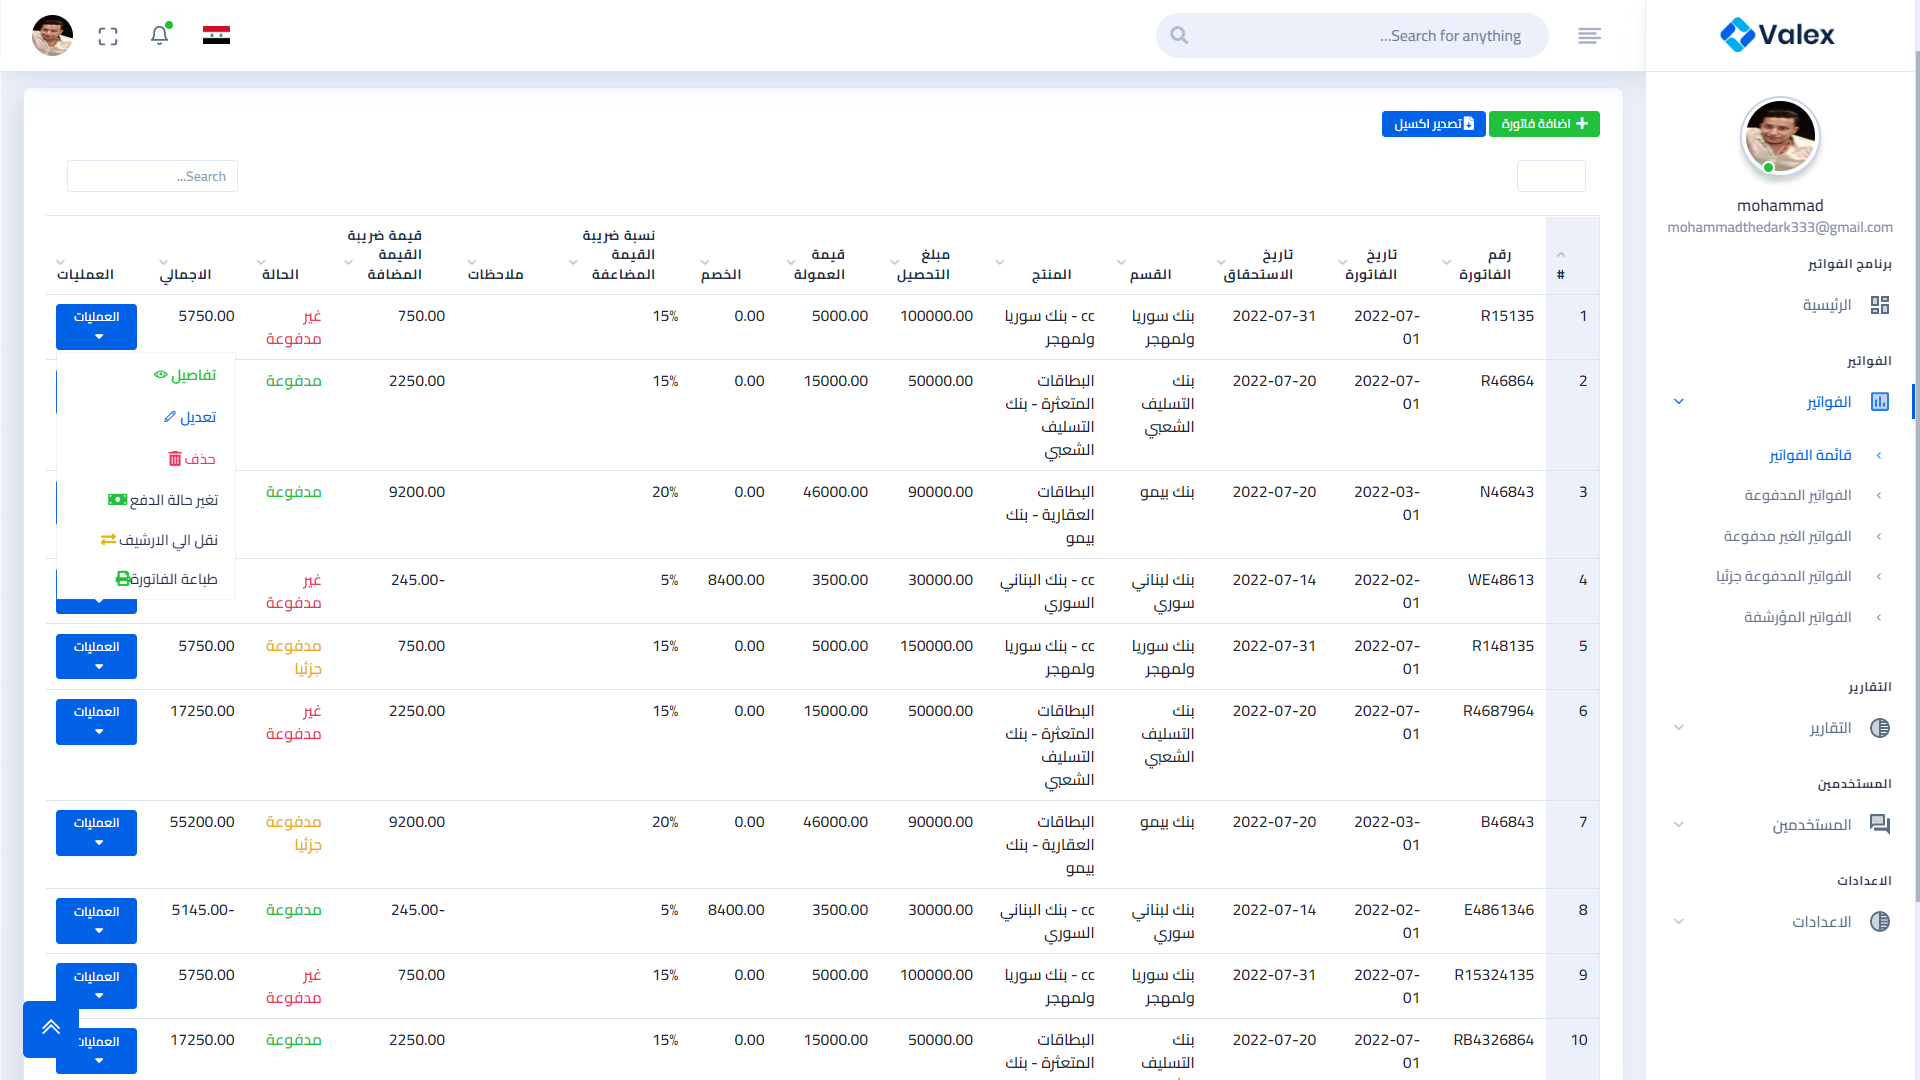 Valex
Search for anything...
mohammad
mohammadthedark333@gmail.com
برنامج الفواتير
الرئيسية
الفواتير
الفواتير
قائمة الفواتير
الفواتير المدفوعة
الفواتير الغير مدفوعة
الفواتير المدفوعة جزئيا
الفواتير المؤرشفة
التقارير
التقارير
المستخدمين
المستخدمين
الاعدادات
الاعدادات
اضافة فاتورة
تصدير اكسيل
Search...
# رقم الفاتورة تاريخ الفاتورة تاريخ الاستحقاق القسم المنتج مبلغ التحصيل قيمة العمولة الخصم نسبة ضريبة القيمة المضاعفة ملاحظات قيمة ضريبة القيمة المضافة الحالة الاجمالي العمليات
1 R15135 2022-07-01 2022-07-31 بنك سوريا ولمهجر cc - بنك سوريا ولمهجر 100000.00 5000.00 0.00 15% 750.00 غير مدفوعة 5750.00 العمليات
تفاصيل
تعديل
حذف
تغير حالة الدفع
نقل الي الارشيف
طباعة الفاتورة
2 R46864 2022-07-01 2022-07-20 بنك التسليف الشعبي البطاقات المتعثرة - بنك التسليف الشعبي 50000.00 15000.00 0.00 15% 2250.00 مدفوعة
3 N46843 2022-03-01 2022-07-20 بنك بيمو البطاقات العقارية - بنك بيمو 90000.00 46000.00 0.00 20% 9200.00 مدفوعة
4 WE48613 2022-02-01 2022-07-14 بنك لبناني سوري cc - بنك البناني السوري 30000.00 3500.00 8400.00 5% 245.00- غير مدفوعة
5 R148135 2022-07-01 2022-07-31 بنك سوريا ولمهجر cc - بنك سوريا ولمهجر 150000.00 5000.00 0.00 15% 750.00 مدفوعة جزئيا 5750.00 العمليات
6 R4687964 2022-07-01 2022-07-20 بنك التسليف الشعبي البطاقات المتعثرة - بنك التسليف الشعبي 50000.00 15000.00 0.00 15% 2250.00 غير مدفوعة 17250.00 العمليات
7 B46843 2022-03-01 2022-07-20 بنك بيمو البطاقات العقارية - بنك بيمو 90000.00 46000.00 0.00 20% 9200.00 مدفوعة جزئيا 55200.00 العمليات
8 E4861346 2022-02-01 2022-07-14 بنك لبناني سوري cc - بنك البناني السوري 30000.00 3500.00 8400.00 5% 245.00- مدفوعة 5145.00- العمليات
9 R15324135 2022-07-01 2022-07-31 بنك سوريا ولمهجر cc - بنك سوريا ولمهجر 100000.00 5000.00 0.00 15% 750.00 غير مدفوعة 5750.00 العمليات
10 RB4326864 2022-07-01 2022-07-20 بنك التسليف البطاقات المتعثرة - بنك 50000.00 15000.00 0.00 15% 2250.00 مدفوعة 17250.00 العمليات